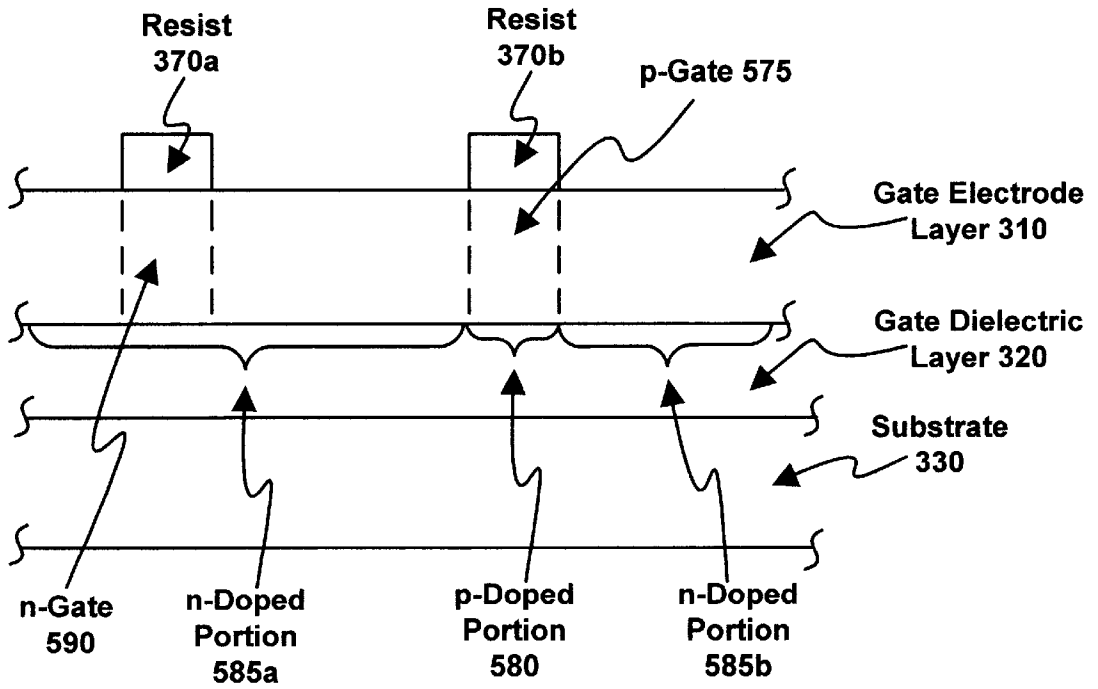 Resist
370a
Resist
370b
p-Gate 575
Gate Electrode
Layer 310
Gate Dielectric
Layer 320
Substrate
330
n-Gate
590
n-Doped
Portion
585a
p-Doped
Portion
580
n-Doped
Portion
585b